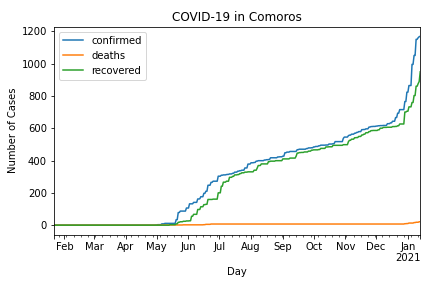 COVID-19 in Comoros
confirmed
deaths
recovered
Number of Cases
1200
1000
800
600
400
200
0
Feb Mar Apr May Jun Jul Aug Sep Oct Nov Dec Jan
2021
Day